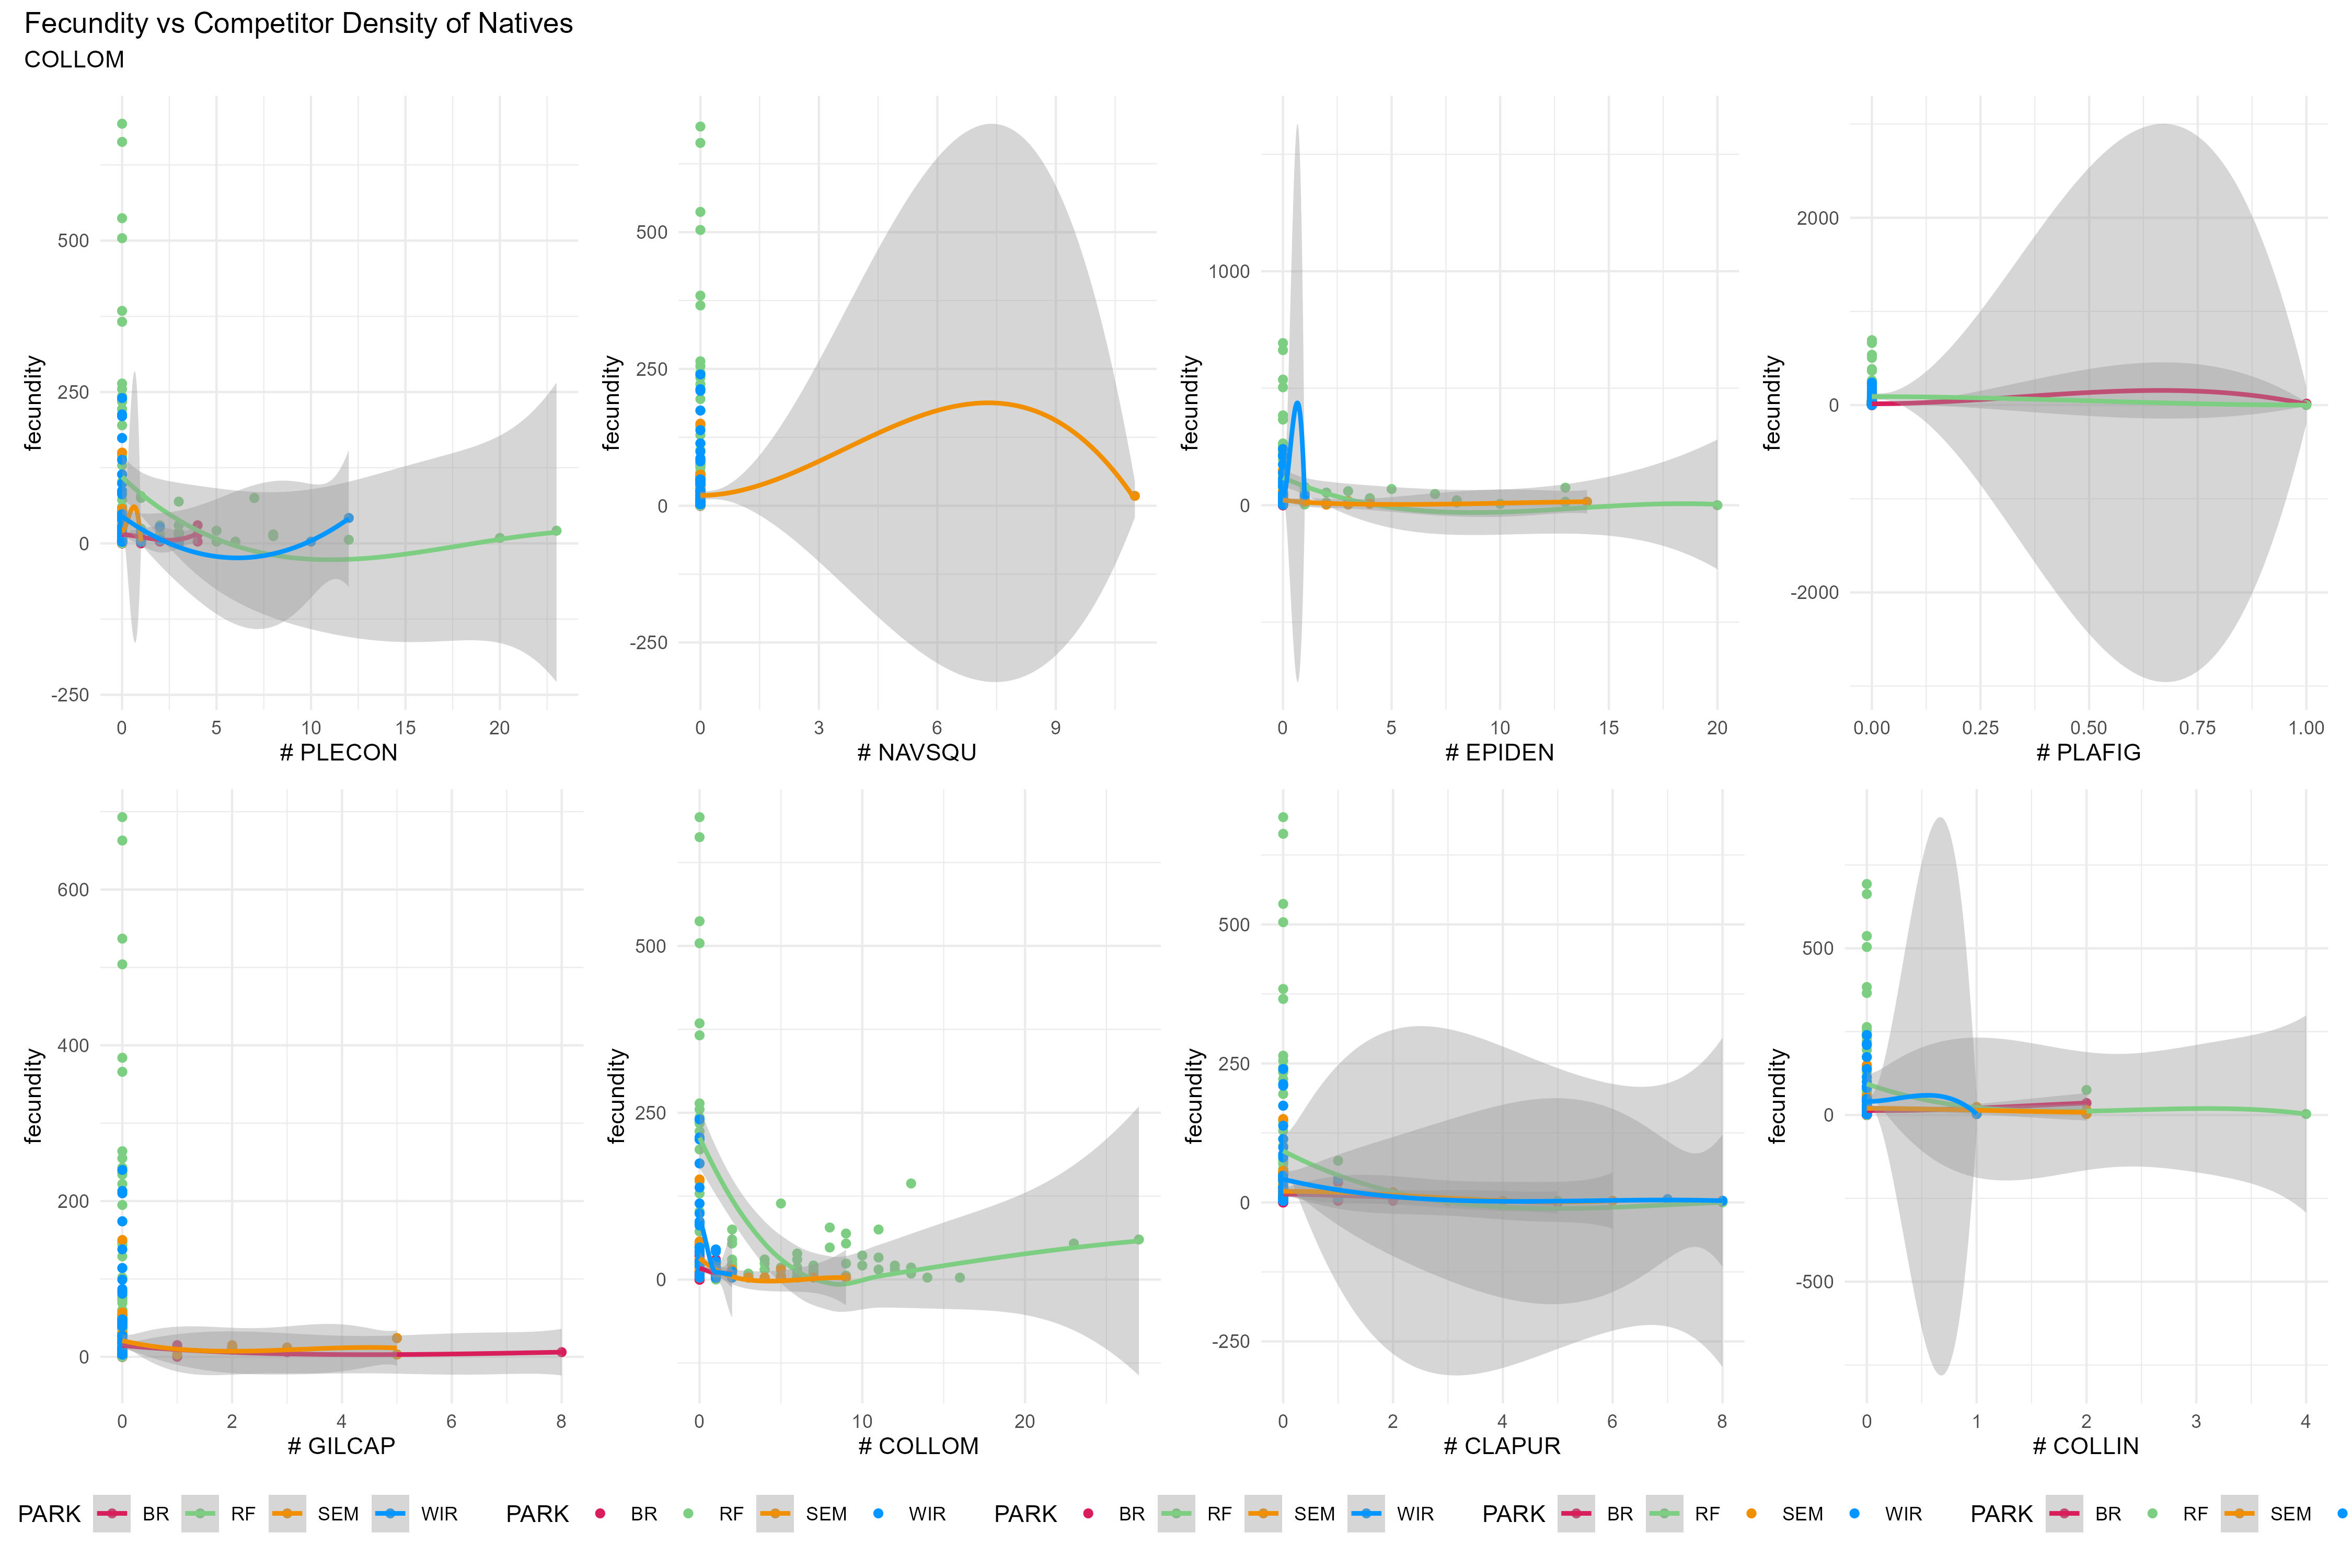 Fecundity vs Competitor Density of Natives
COLLOM
fecundity
500
250
0
-250
0 5 10 15 20
# PLECON
fecundity
500
250
0
-250
0 3 6 9
# NAVSQU
fecundity
1000
0
0 5 10 15 20
# EPIDEN
fecundity
2000
0
-2000
0.00 0.25 0.50 0.75 1.00
# PLAFIG
fecundity
600
400
200
0
0 2 4 6 8
# GILCAP
fecundity
500
250
0
0 10 20
# COLLOM
fecundity
500
250
0
-250
0 2 4 6 8
# CLAPUR
fecundity
500
0
-500
0 1 2 3 4
# COLLIN
PARK BR RF SEM WIR PARK BR RF SEM WIR PARK BR RF SEM WIR PARK BR RF SEM WIR PARK BR RF SEM